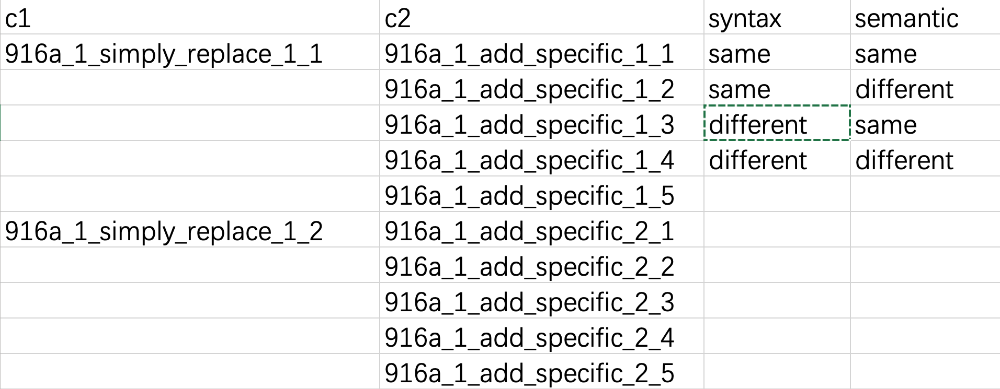 c1 c2 syntax semantic
916a_1_simply_replace_1_1 916a_1_add_specific_1_1 same same
916a_1_add_specific_1_2 same different
916a_1_add_specific_1_3 different same
916a_1_add_specific_1_4 different different
916a_1_add_specific_1_5
916a_1_simply_replace_1_2 916a_1_add_specific_2_1
916a_1_add_specific_2_2
916a_1_add_specific_2_3
916a_1_add_specific_2_4
916a_1_add_specific_2_5